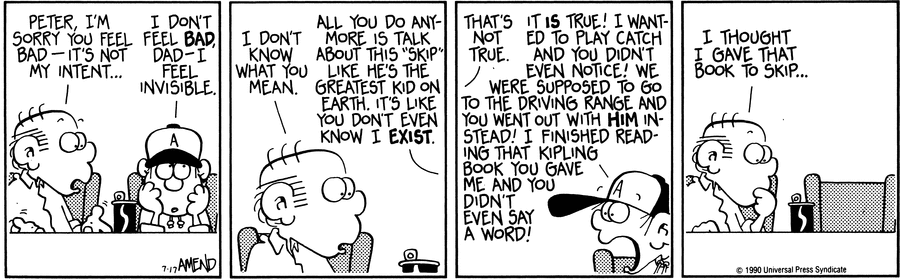 PETER, I'M
SORRY YOU FEEL
BAD — IT'S NOT
MY INTENT...
I DON'T
FEEL BAD,
DAD — I
FEEL
INVISIBLE.
A
7-17 AMEND
I DON'T
KNOW
WHAT YOU
MEAN.
ALL YOU DO ANY-
MORE IS TALK
ABOUT THIS "SKIP"
LIKE HE'S THE
GREATEST KID ON
EARTH. IT'S LIKE
YOU DON'T EVEN
KNOW I EXIST.
THAT'S
NOT
TRUE.
IT IS TRUE! I WANT-
ED TO PLAY CATCH
AND YOU DIDN'T
EVEN NOTICE! WE
WERE SUPPOSED TO GO
TO THE DRIVING RANGE AND
YOU WENT OUT WITH HIM IN-
STEAD! I FINISHED READ-
ING THAT KIPLING
BOOK YOU GAVE
ME AND YOU
DIDN'T
EVEN SAY
A WORD!
A
I THOUGHT
I GAVE THAT
BOOK TO SKIP...
© 1990 Universal Press Syndicate